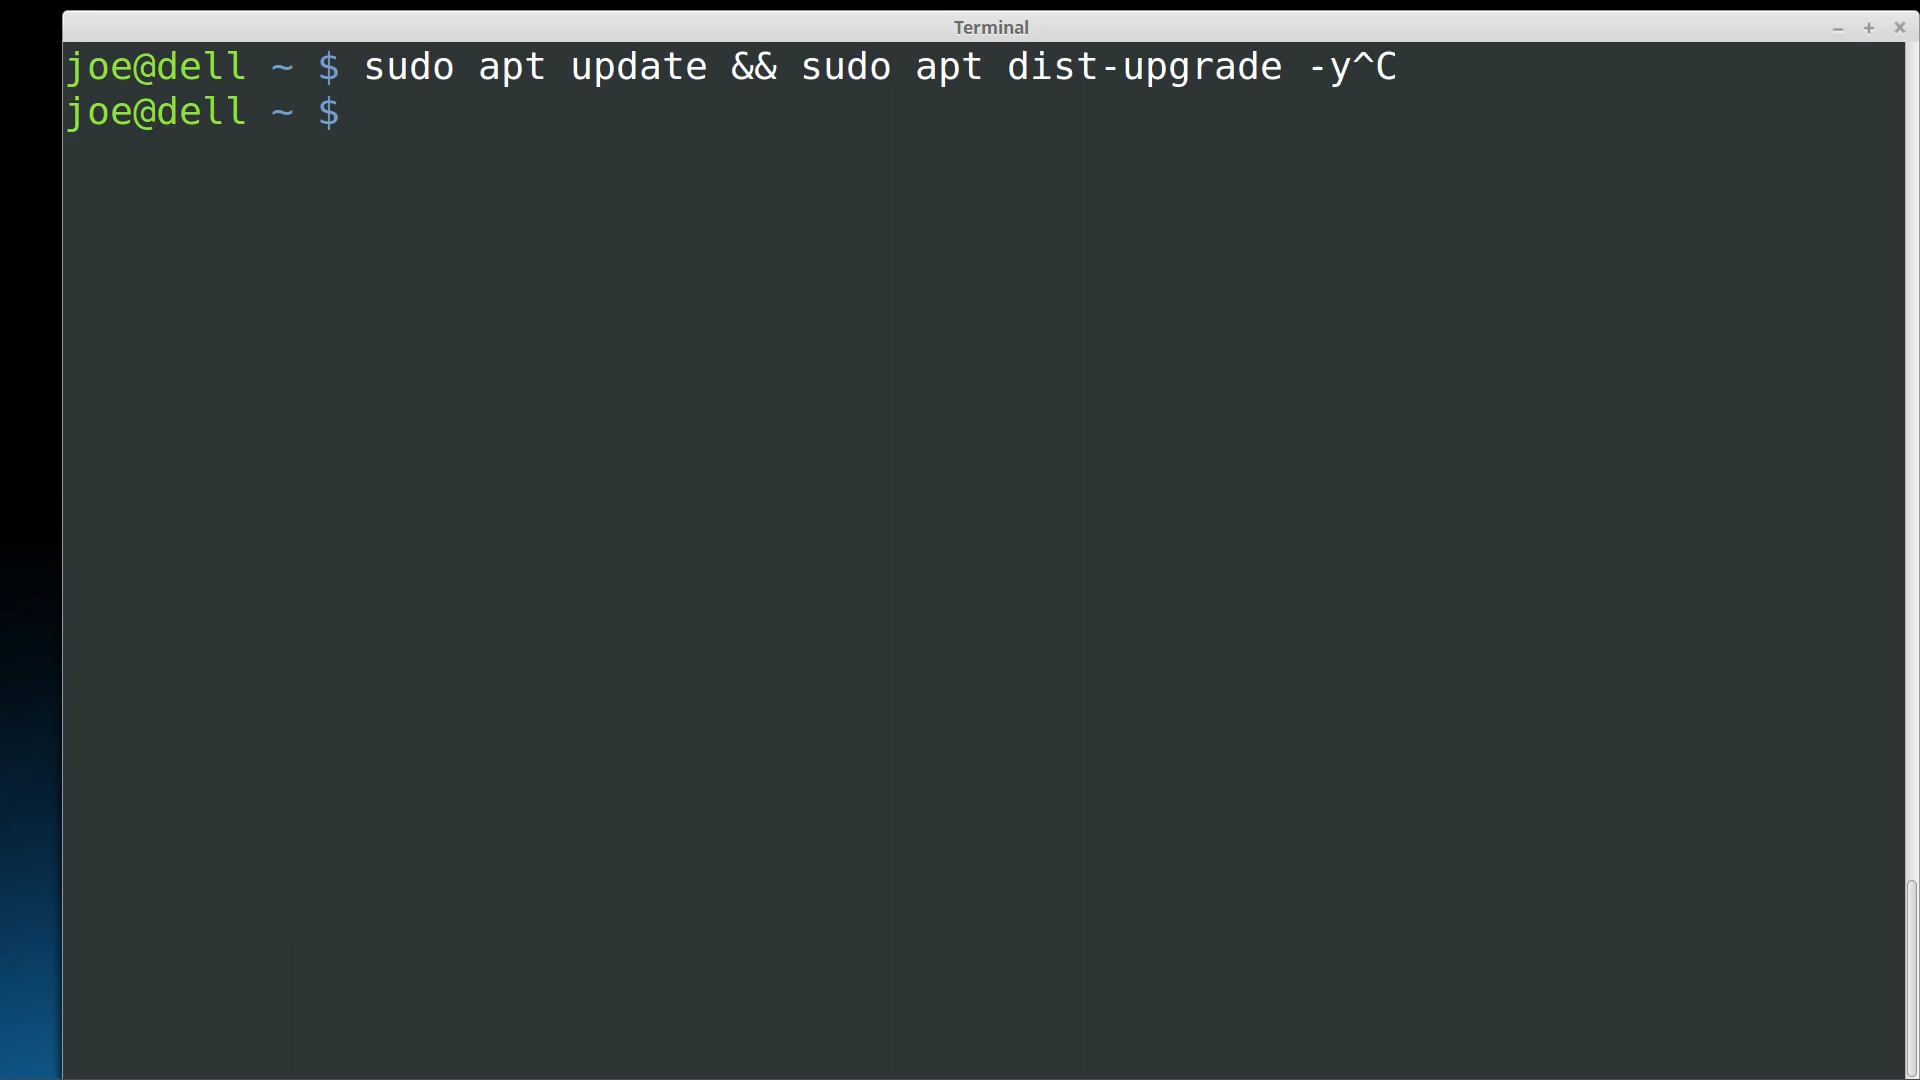 Terminal
joe@dell ~ $ sudo apt update && sudo apt dist-upgrade -y^C
joe@dell ~ $